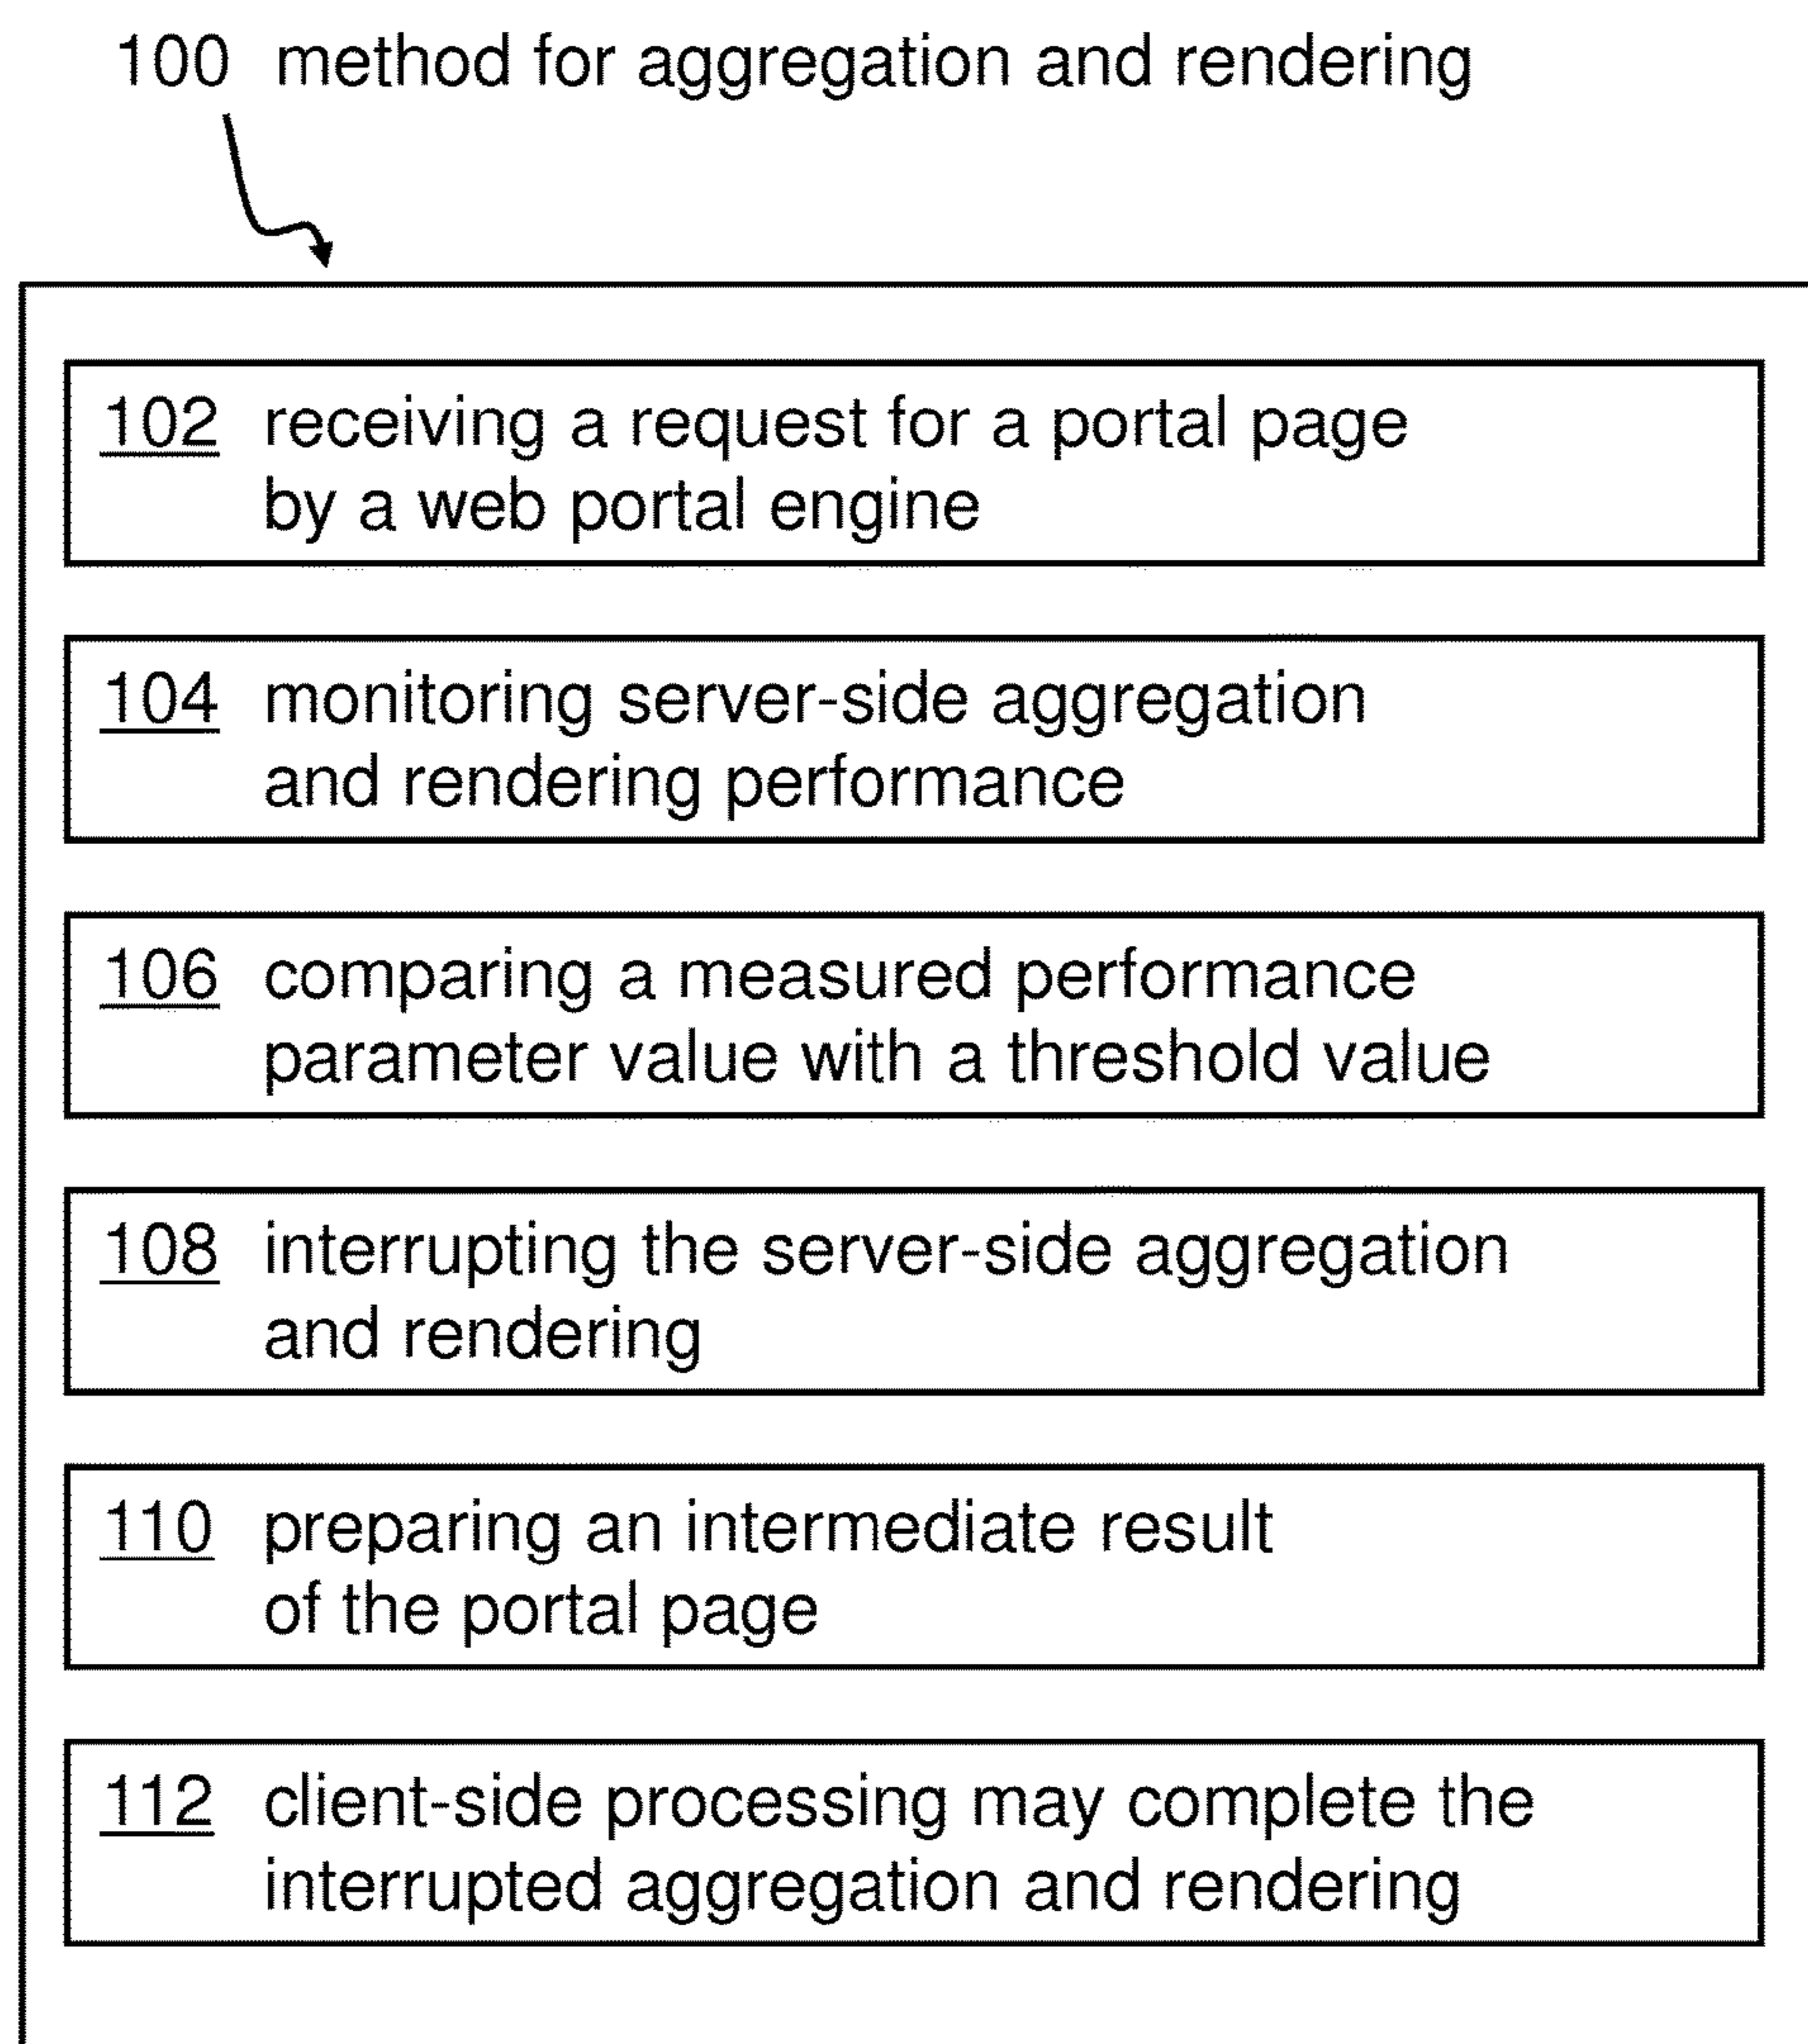 100 method for aggregation and rendering
102 receiving a request for a portal page
by a web portal engine
104 monitoring server-side aggregation
and rendering performance
106 comparing a measured performance
parameter value with a threshold value
108 interrupting the server-side aggregation
and rendering
110 preparing an intermediate result
of the portal page
112 client-side processing may complete the
interrupted aggregation and rendering